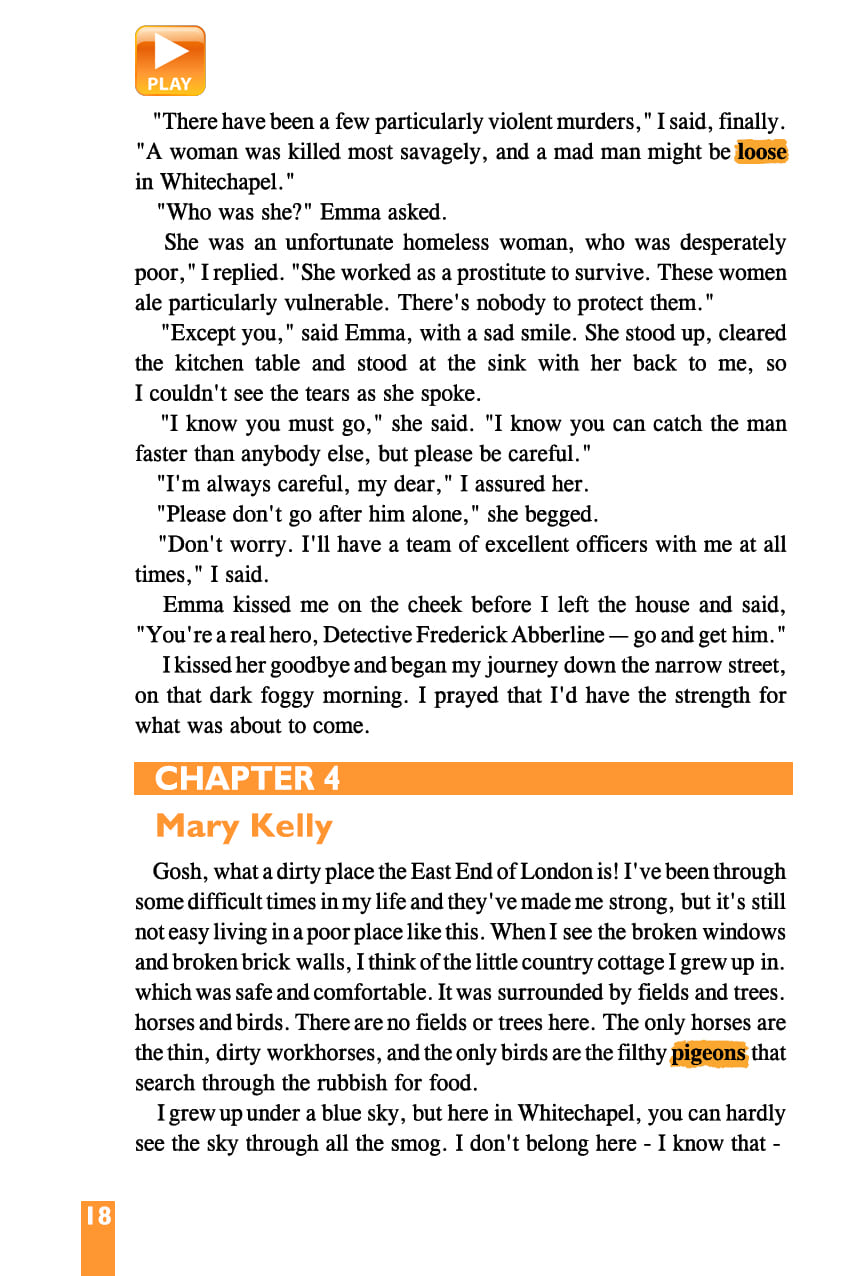 PLAY
"There have been a few particularly violent murders," I said, finally.
"A woman was killed most savagely, and a mad man might be loose
in Whitechapel."
"Who was she?" Emma asked.
She was an unfortunate homeless woman, who was desperately
poor," I replied. "She worked as a prostitute to survive. These women
ale particularly vulnerable. There's nobody to protect them."
"Except you," said Emma, with a sad smile. She stood up, cleared
the kitchen table and stood at the sink with her back to me, so
I couldn't see the tears as she spoke.
"I know you must go," she said. "I know you can catch the man
faster than anybody else, but please be careful."
"I'm always careful, my dear," I assured her.
"Please don't go after him alone," she begged.
"Don't worry. I'll have a team of excellent officers with me at all
times," I said.
Emma kissed me on the cheek before I left the house and said,
"You're a real hero, Detective Frederick Abberline — go and get him."
I kissed her goodbye and began my journey down the narrow street,
on that dark foggy morning. I prayed that I'd have the strength for
what was about to come.
CHAPTER 4
Mary Kelly
Gosh, what a dirty place the East End of London is! I've been through
some difficult times in my life and they've made me strong, but it's still
not easy living in a poor place like this. When I see the broken windows
and broken brick walls, I think of the little country cottage I grew up in.
which was safe and comfortable. It was surrounded by fields and trees.
horses and birds. There are no fields or trees here. The only horses are
the thin, dirty workhorses, and the only birds are the filthy pigeons that
search through the rubbish for food.
I grew up under a blue sky, but here in Whitechapel, you can hardly
see the sky through all the smog. I don't belong here - I know that -
18